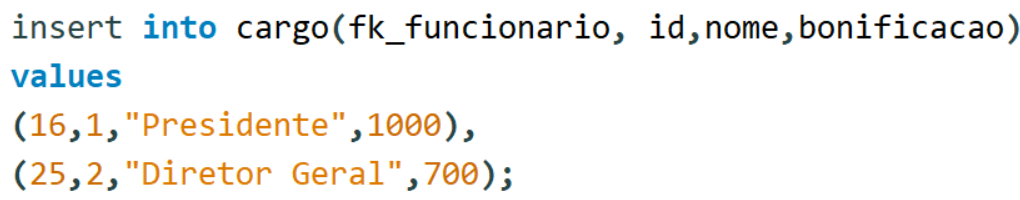 insert into cargo(fk_funcionario, id,nome,bonificacao)
values
(16,1,"Presidente",1000),
(25,2,"Diretor Geral",700);